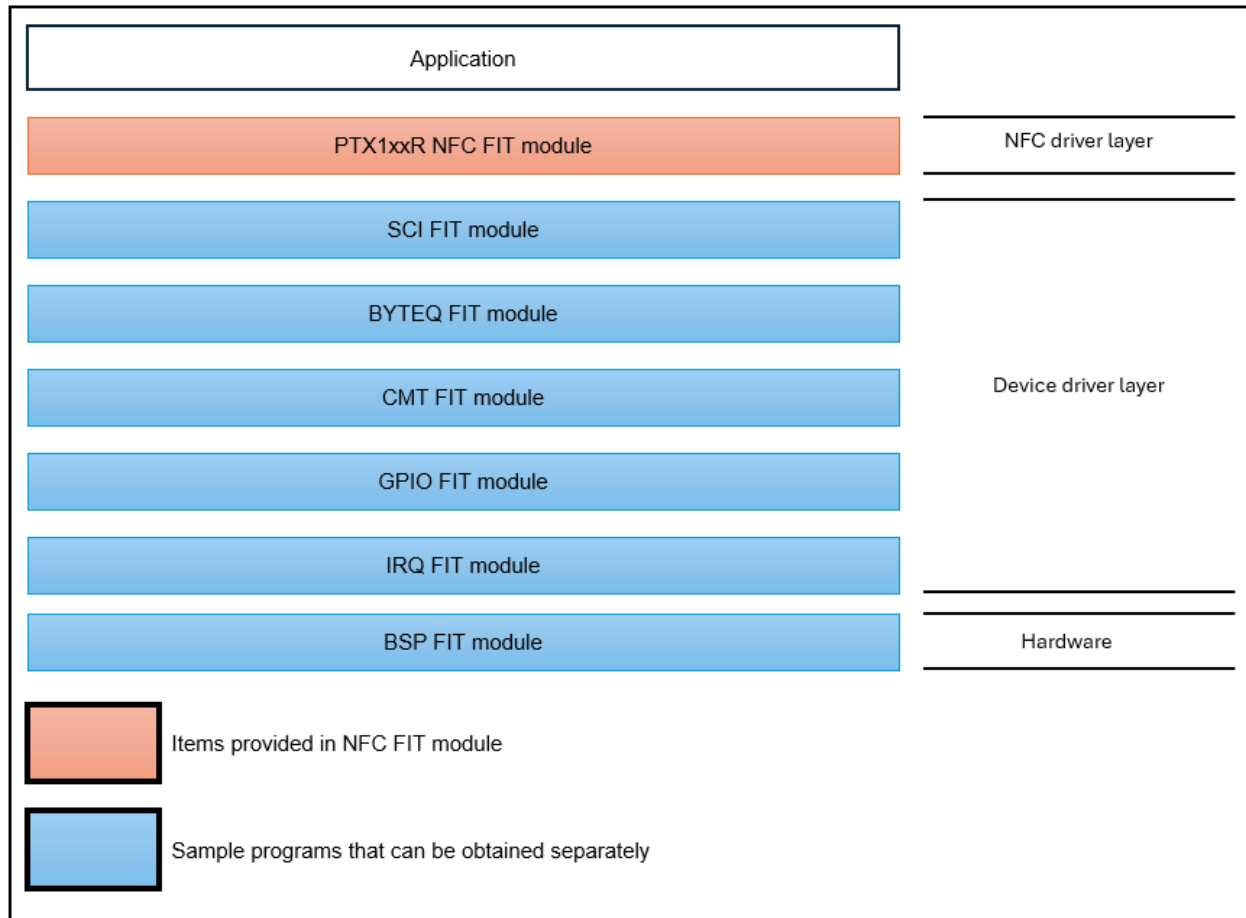 Application
PTX1xxR NFC FIT module
NFC driver layer
SCI FIT module
BYTEQ FIT module
CMT FIT module
Device driver layer
GPIO FIT module
IRQ FIT module
BSP FIT module
Hardware
Items provided in NFC FIT module
Sample programs that can be obtained separately